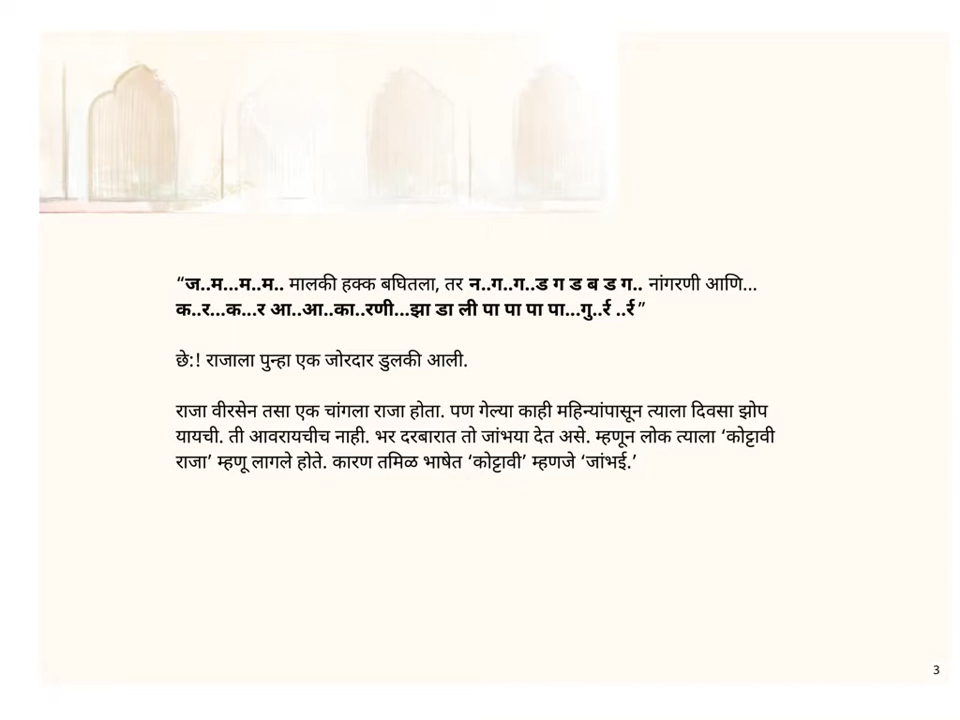 “ज..म...म..म.. मालकी हक्क बघितला, तर न..ग..ग..ड ग ड ब ड ग.. नांगरणी आणि...
क..र...क...र आ..आ..का..रणी...झा डा ली पा पा पा पा...गु..र्र ..र्र”
छे:! राजाला पुन्हा एक जोरदार डुलकी आली.
राजा वीरसेन तसा एक चांगला राजा होता. पण गेल्या काही महिन्यांपासून त्याला दिवसा झोप
यायची. ती आवरायचीच नाही. भर दरबारात तो जांभया देत असे. म्हणून लोक त्याला ‘कोट्टावी
राजा’ म्हणू लागले होते. कारण तमिळ भाषेत ‘कोट्टावी’ म्हणजे ‘जांभई.’
3